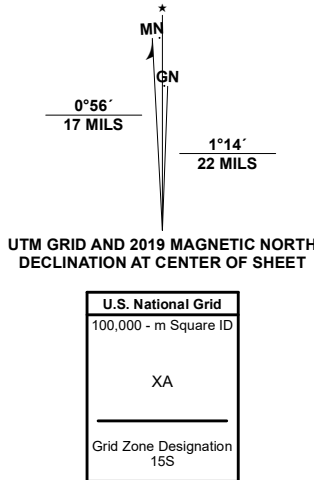 ★
MN
GN
0°56´
17 MILS
1°14´
22 MILS
UTM GRID AND 2019 MAGNETIC NORTH
DECLINATION AT CENTER OF SHEET
U.S. National Grid
100,000 - m Square ID
XA
Grid Zone Designation
15S